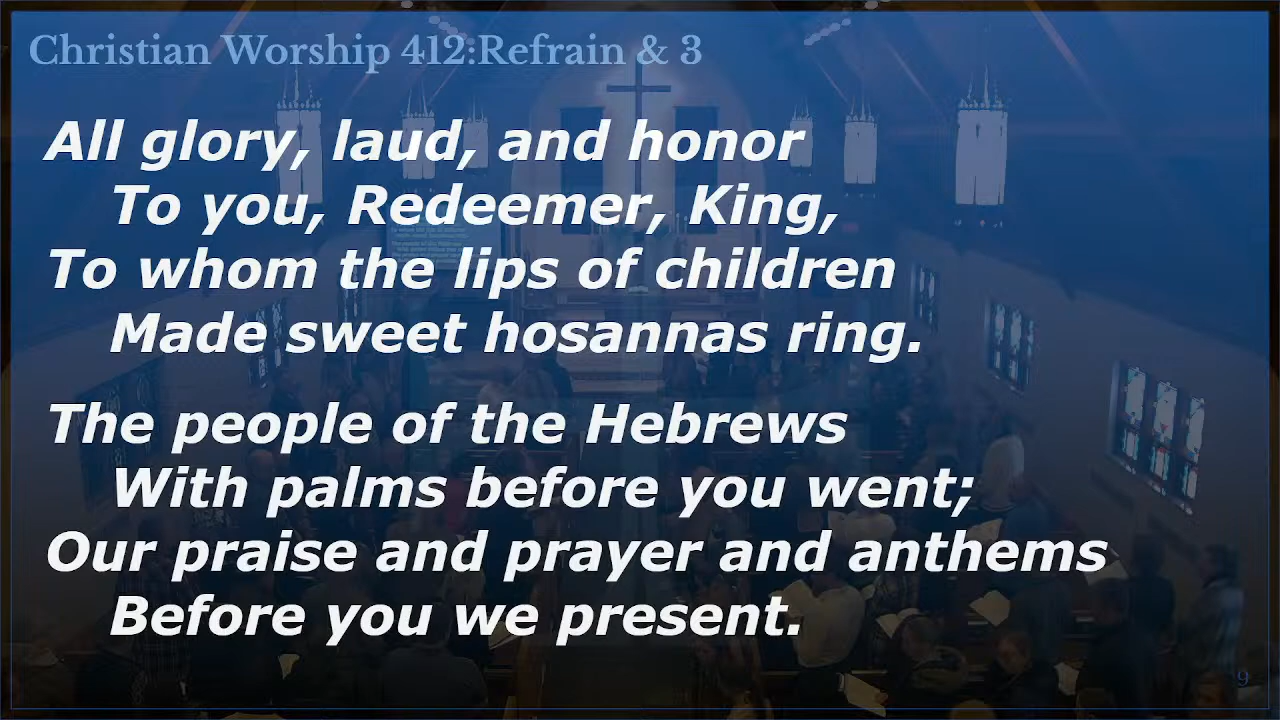 Christian Worship 412:Refrain & 3
All glory, laud, and honor
To you, Redeemer, King,
To whom the lips of children
Made sweet hosannas ring.
The people of the Hebrews
With palms before you went;
Our praise and prayer and anthems
Before you we present.
9